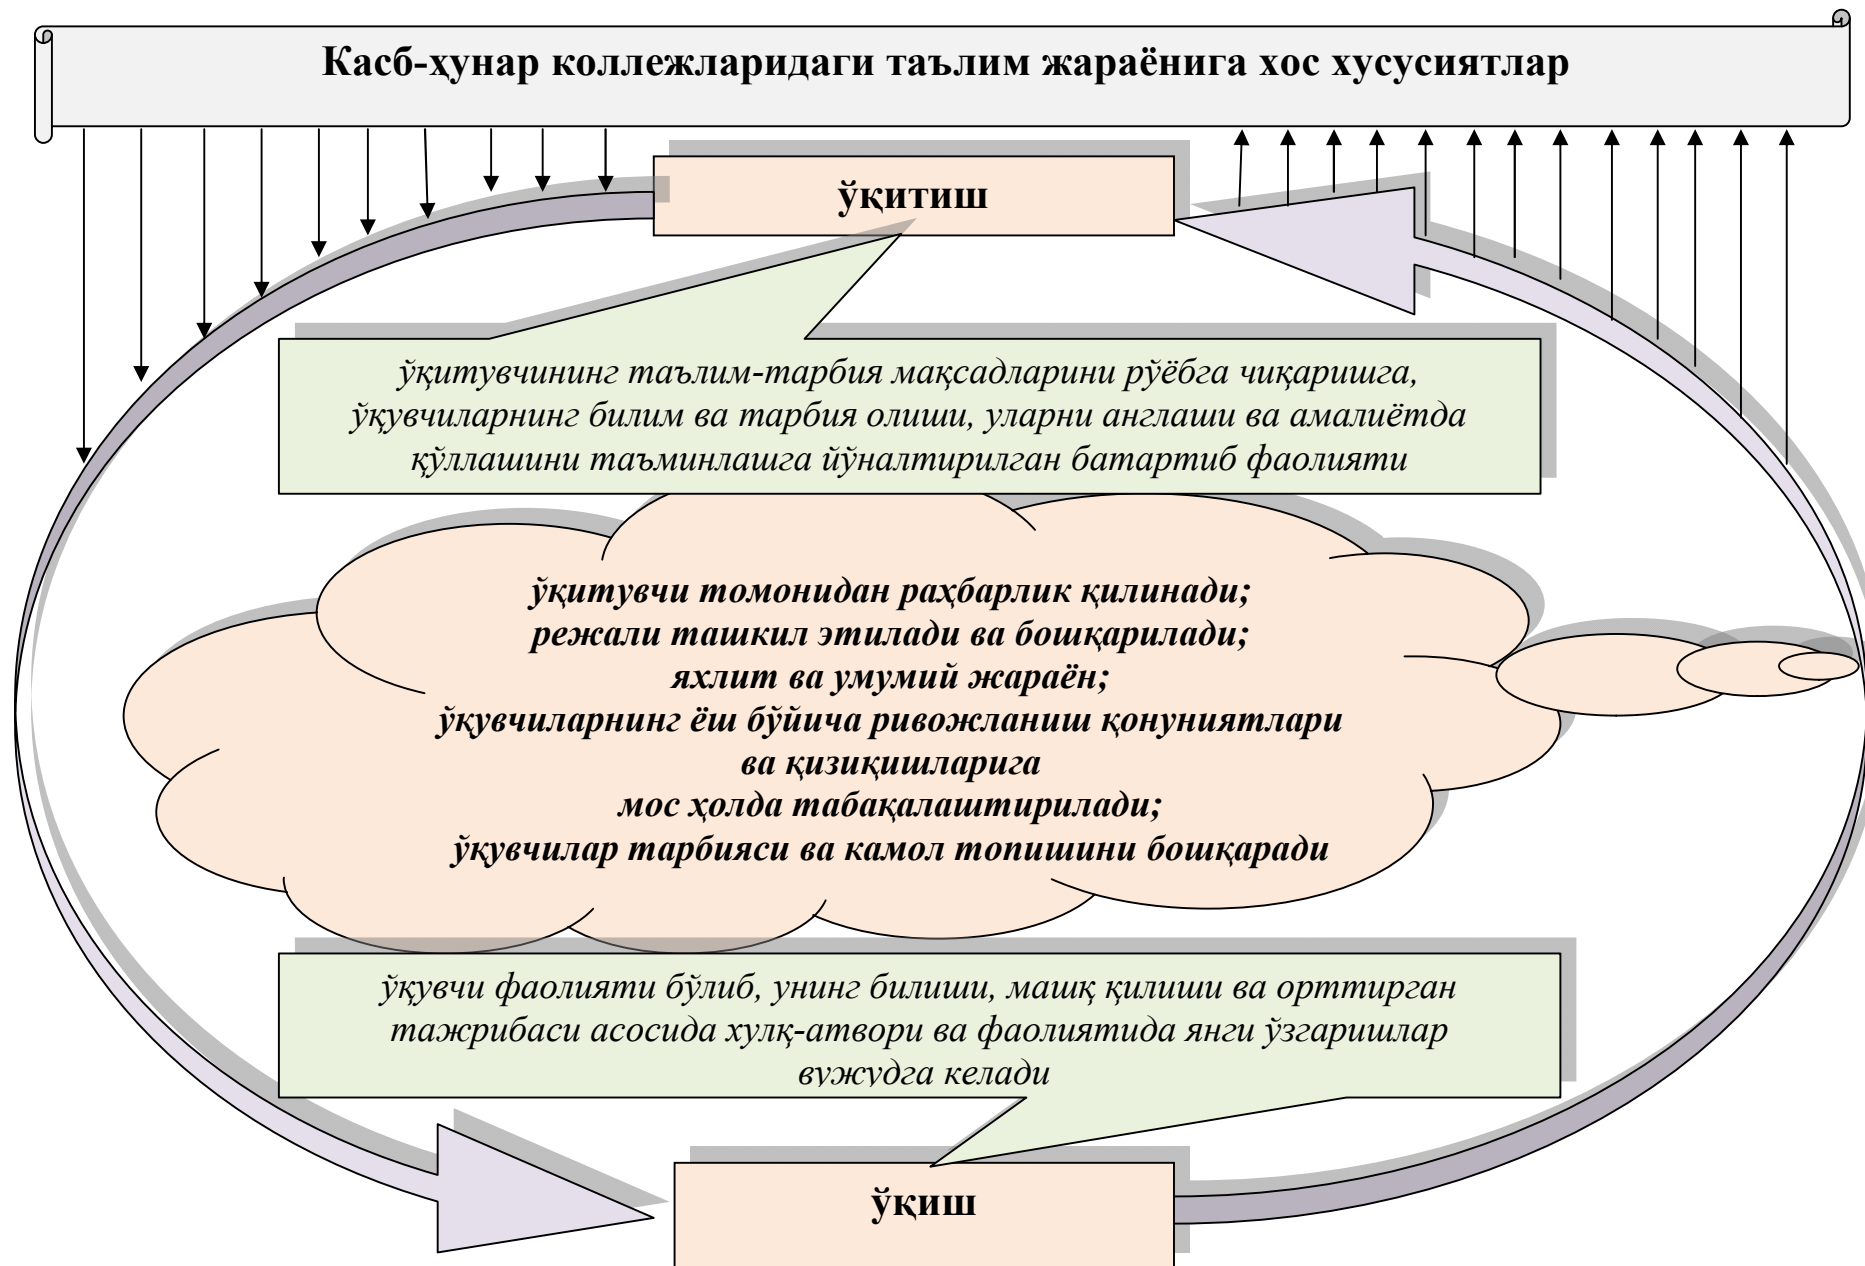 Касб-ҳунар коллежларидаги таълим жараёнига хос хусусиятлар
ўқитиш
ўқитувчининг таълим-тарбия мақсадларини рўёбга чиқаришга,
ўқувчиларнинг билим ва тарбия олиши, уларни англаши ва амалиётда
қўллашини таъминлашга йўналтирилган батартиб фаолияти
ўқитувчи томонидан раҳбарлик қилинади;
режали ташкил этилади ва бошқарилади;
яхлит ва умумий жараён;
ўқувчиларнинг ёш бўйича ривожланиш қонуниятлари
ва қизиқишларига
мос ҳолда табақалаштирилади;
ўқувчилар тарбияси ва камол топишини бошқаради
ўқувчи фаолияти бўлиб, унинг билиши, машқ қилиши ва орттирган
тажрибаси асосида хулқ-атвори ва фаолиятида янги ўзгаришлар
вужудга келади
ўқиш